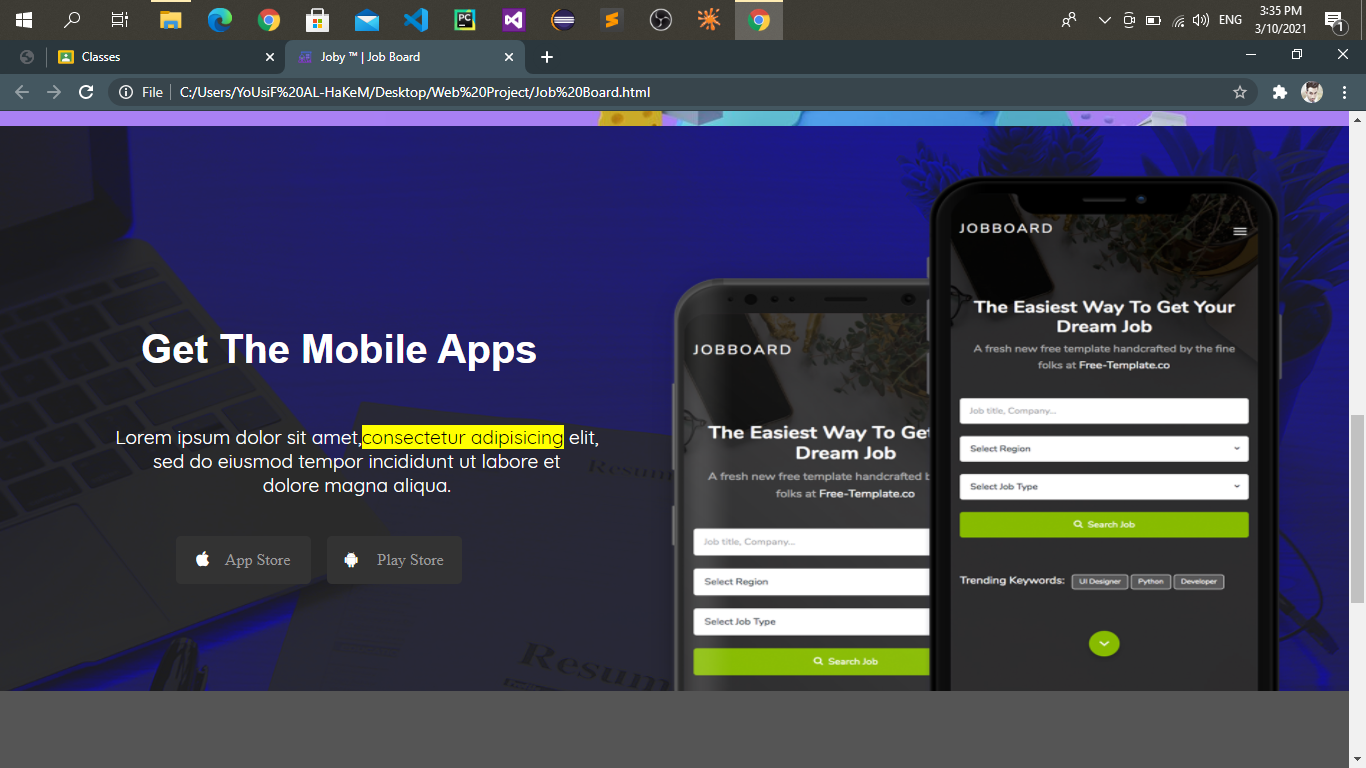 3:35 PM
ENG
3/10/2021
1
Classes
Joby ™ | Job Board
File
C:/Users/YoUsiF%20AL-HaKeM/Desktop/Web%20Project/Job%20Board.html
Get The Mobile Apps
Lorem ipsum dolor sit amet,consectetur adipisicing elit,
sed do eiusmod tempor incididunt ut labore et
dolore magna aliqua.
App Store
Play Store
Resume
Resum
JOBBOARD
The Easiest Way To Get
Dream Job
A fresh new free template handcrafted b
folks at Free-Template.co
Job title, Company...
Select Region
Select Job Type
Search Job
JOBBOARD
The Easiest Way To Get Your
Dream Job
A fresh new free template handcrafted by the fine
folks at Free-Template.co
Job title, Company...
Select Region
Select Job Type
Search Job
Trending Keywords: UI Designer Python Developer